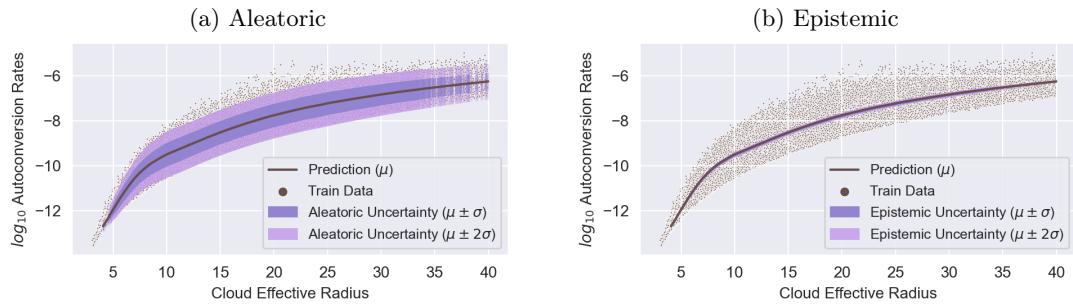 (a) Aleatoric
log10 Autoconversion Rates
−6
−8
−10
−12
Prediction (μ)
Train Data
Aleatoric Uncertainty (μ ± σ)
Aleatoric Uncertainty (μ ± 2σ)
5 10 15 20 25 30 35 40
Cloud Effective Radius
(b) Epistemic
log10 Autoconversion Rates
−6
−8
−10
−12
Prediction (μ)
Train Data
Epistemic Uncertainty (μ ± σ)
Epistemic Uncertainty (μ ± 2σ)
5 10 15 20 25 30 35 40
Cloud Effective Radius